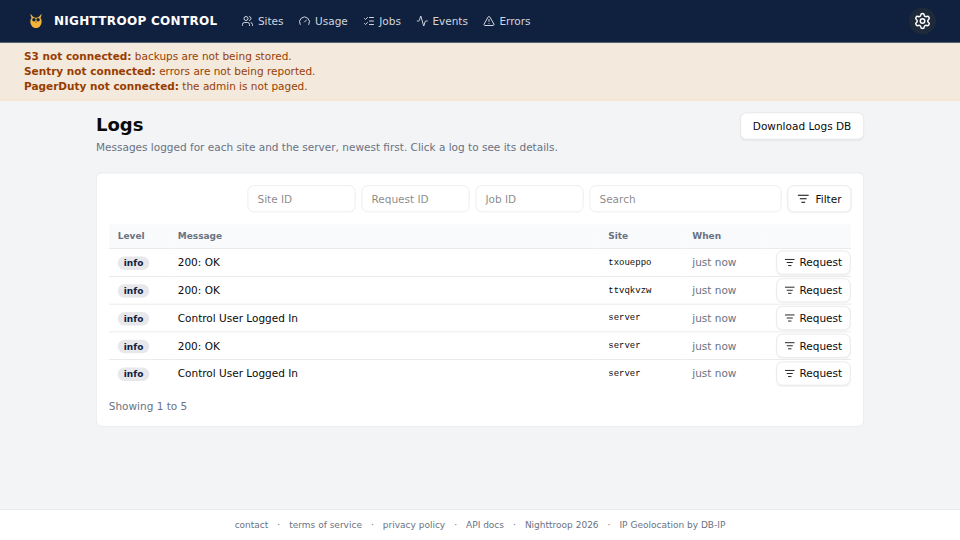 NIGHTTROOP CONTROL Sites Usage Jobs Events Errors
S3 not connected: backups are not being stored.
Sentry not connected: errors are not being reported.
PagerDuty not connected: the admin is not paged.
Logs
Download Logs DB
Messages logged for each site and the server, newest first. Click a log to see its details.
Site ID Request ID Job ID Search Filter
Level Message Site When
info 200: OK txoueppo just now Request
info 200: OK ttvqkvzw just now Request
info Control User Logged In server just now Request
info 200: OK server just now Request
info Control User Logged In server just now Request
Showing 1 to 5
contact · terms of service · privacy policy · API docs · Nighttroop 2026 · IP Geolocation by DB-IP